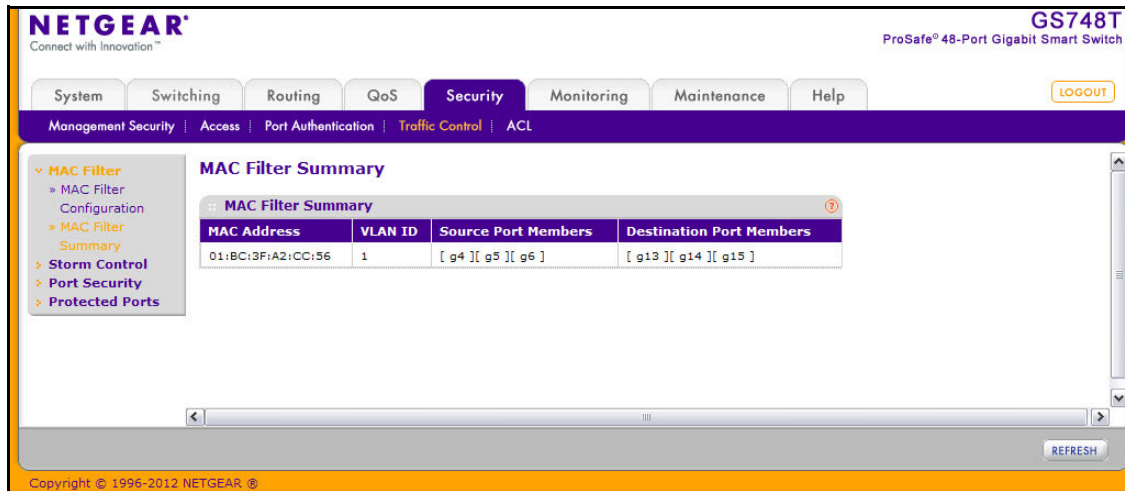 NETGEAR®
Connect with Innovation™
GS748T
ProSafe® 48-Port Gigabit Smart Switch
System Switching Routing QoS Security Monitoring Maintenance Help LOGOUT
Management Security | Access | Port Authentication | Traffic Control | ACL
MAC Filter
» MAC Filter
Configuration
» MAC Filter
Summary
Storm Control
Port Security
Protected Ports
MAC Filter Summary
MAC Filter Summary ?
MAC Address VLAN ID Source Port Members Destination Port Members
01:BC:3F:A2:CC:56 1 [ g4 ][ g5 ][ g6 ] [ g13 ][ g14 ][ g15 ]
REFRESH
Copyright © 1996-2012 NETGEAR ®